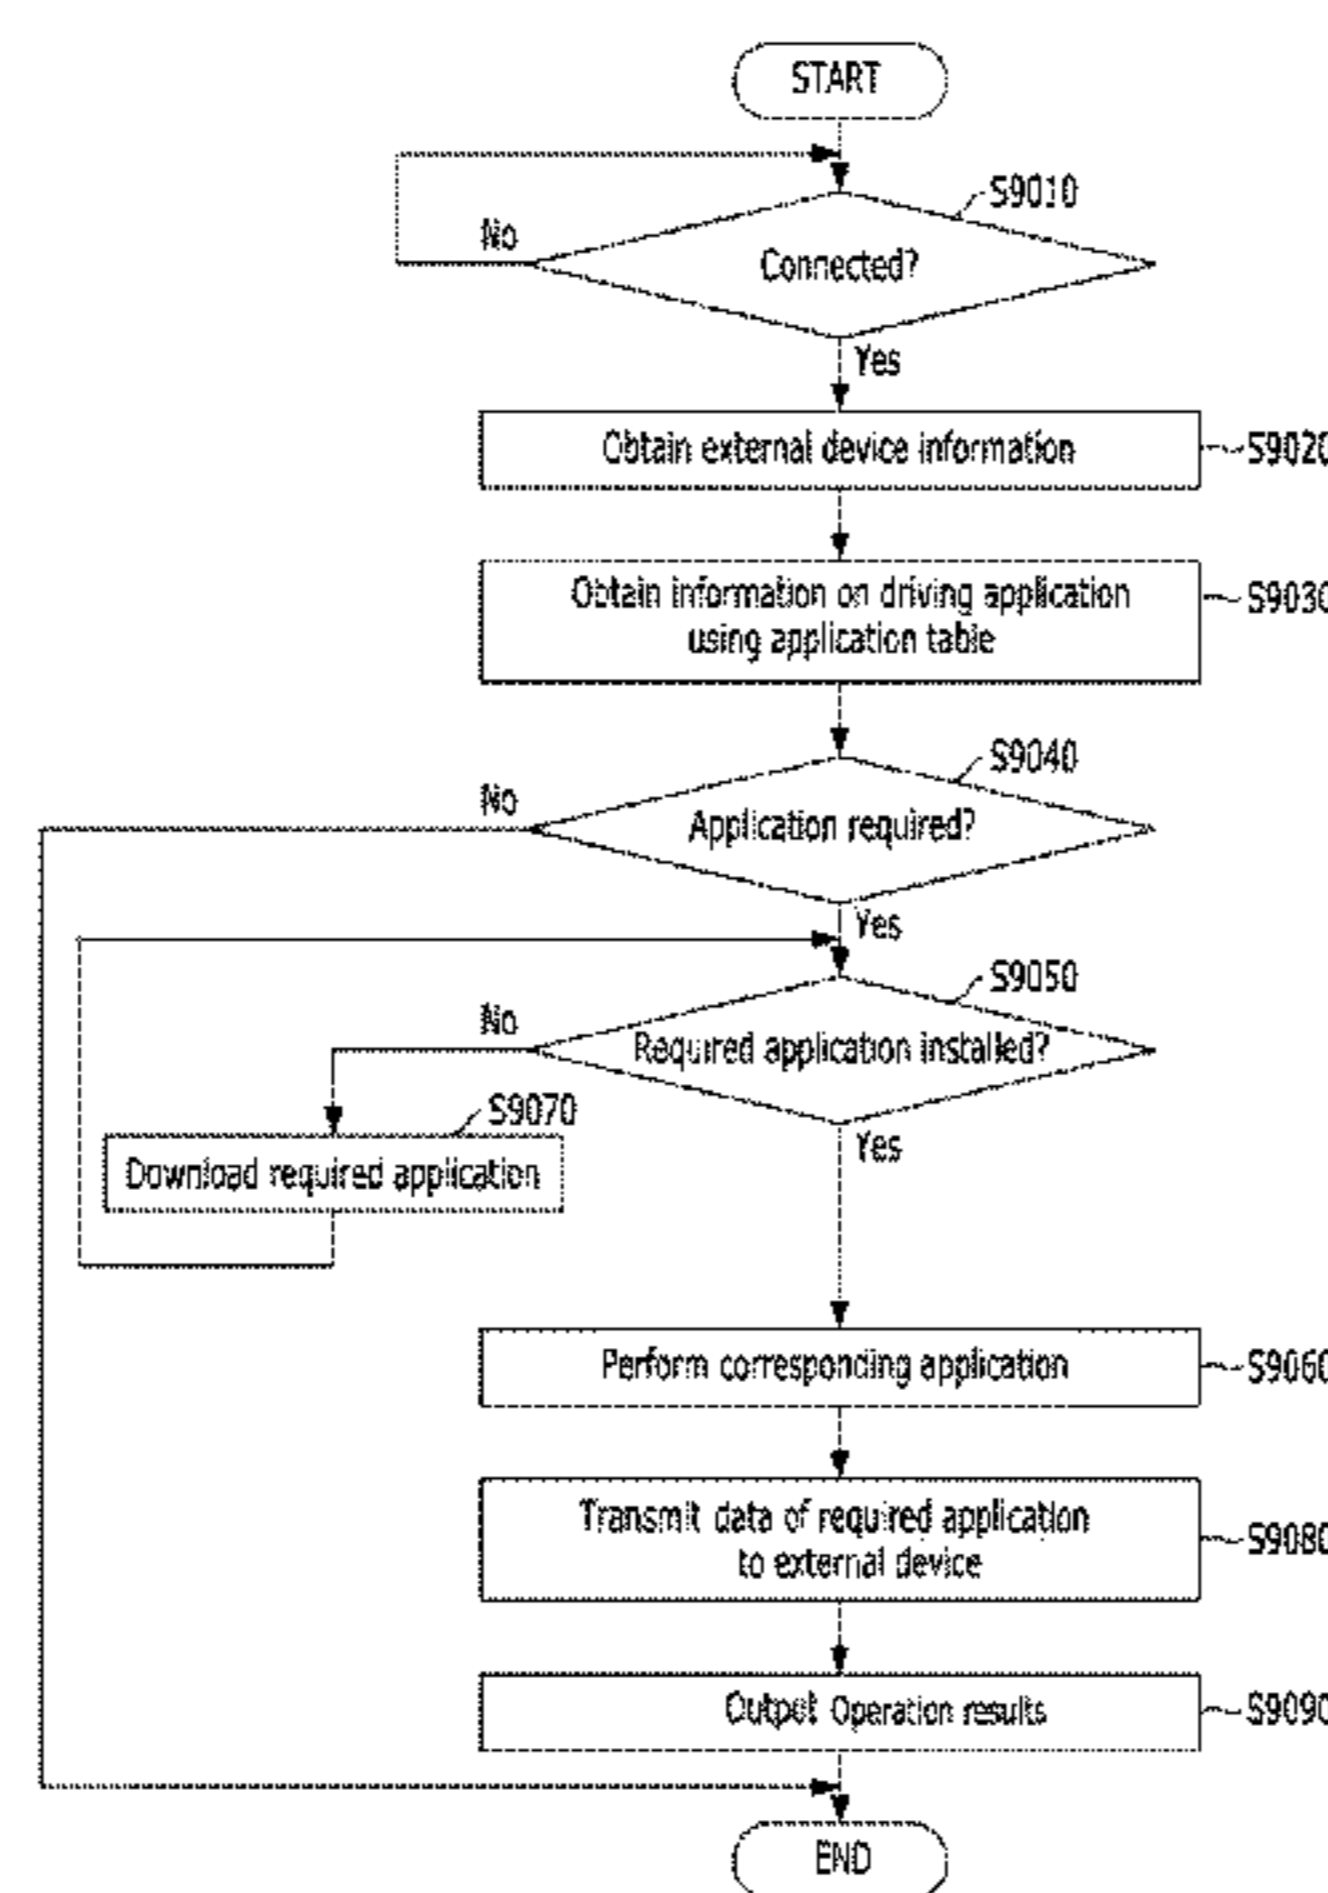 START
S9010
No
Connected?
Yes
Obtain external device information
S9020
Obtain information on driving application
using application table
S9030
S9040
No
Application required?
Yes
S9050
No
Required application installed?
S9070
Yes
Download required application
Perform corresponding application
S9060
Transmit data of required application
to external device
S9080
Output Operation results
S9090
END